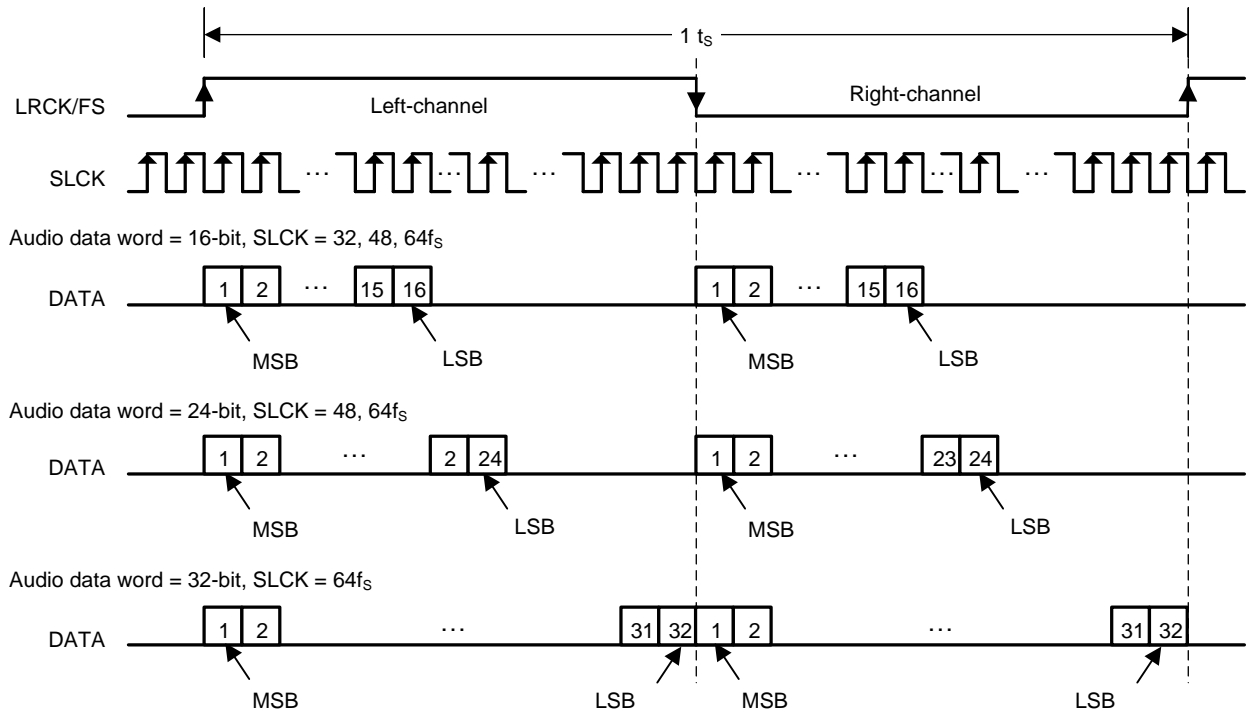 1 tS
LRCK/FS
Left-channel
Right-channel
SLCK
... ... ... ... ... ...
Audio data word = 16-bit, SLCK = 32, 48, 64fS
DATA
1 2 ... 15 16 1 2 ... 15 16
MSB LSB MSB LSB
Audio data word = 24-bit, SLCK = 48, 64fS
DATA
1 2 ... 2 24 1 2 ... 23 24
MSB LSB MSB LSB
Audio data word = 32-bit, SLCK = 64fS
DATA
1 2 ... 31 32 1 2 ... 31 32
MSB LSB MSB LSB